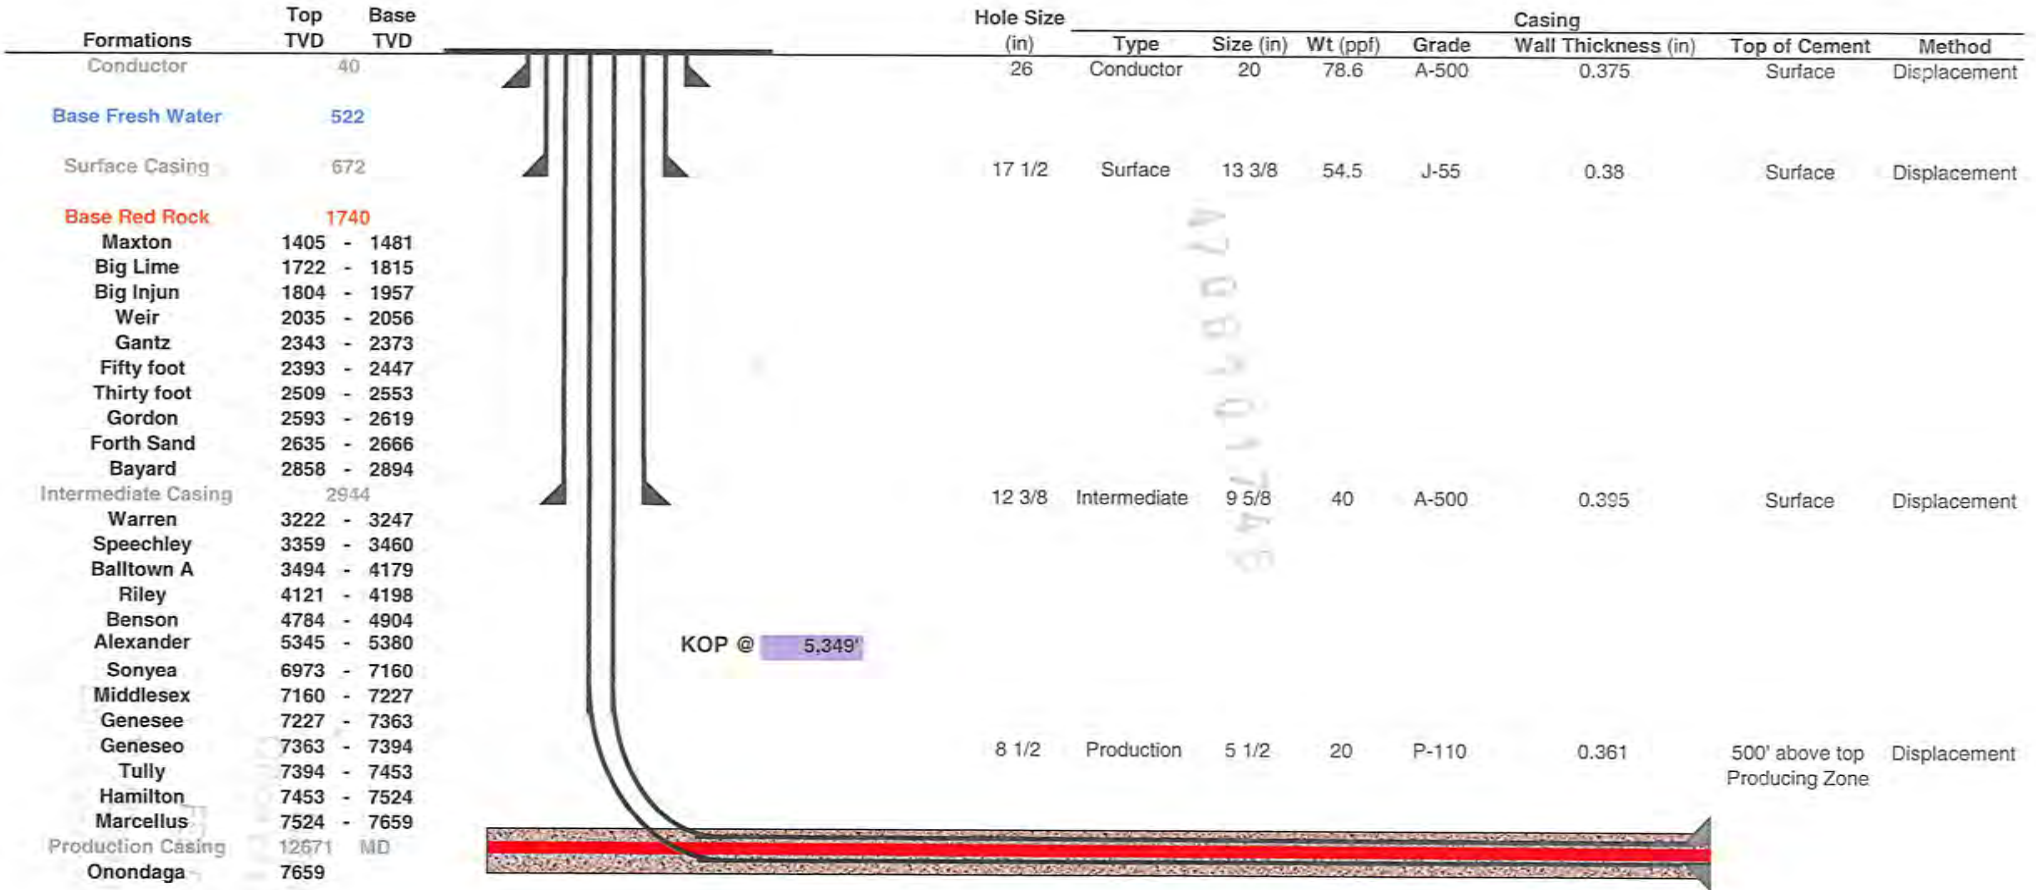 Top Base
Hole Size Casing
Formations TVD TVD (in) Type Size (in) Wt (ppf) Grade Wall Thickness (in) Top of Cement Method
Conductor 40 26 Conductor 20 78.6 A-500 0.375 Surface Displacement
Base Fresh Water 522
Surface Casing 672 17 1/2 Surface 13 3/8 54.5 J-55 0.38 Surface Displacement
Base Red Rock 1740
Maxton 1405 - 1481
Big Lime 1722 - 1815
Big Injun 1804 - 1957
Weir 2035 - 2056
Gantz 2343 - 2373
Fifty foot 2393 - 2447
Thirty foot 2509 - 2553
Gordon 2593 - 2619
Forth Sand 2635 - 2666
Bayard 2858 - 2894
Intermediate Casing 2944 12 3/8 Intermediate 9 5/8 40 A-500 0.395 Surface Displacement
Warren 3222 - 3247
Speechley 3359 - 3460
Balltown A 3494 - 4179
Riley 4121 - 4198
Benson 4784 - 4904
Alexander 5345 - 5380
KOP @ 5,349'
Sonyea 6973 - 7160
Middlesex 7160 - 7227
Genesee 7227 - 7363
Geneseo 7363 - 7394 8 1/2 Production 5 1/2 20 P-110 0.361 500' above top Displacement
Producing Zone
Tully 7394 - 7453
Hamilton 7453 - 7524
Marcellus 7524 - 7659
Production Casing 12671 MD
Onondaga 7659
4706101746